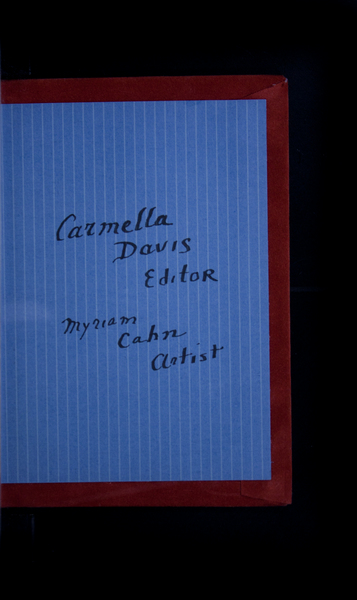 Carmella
Davis
Editor
Myriam
Cahn
Artist